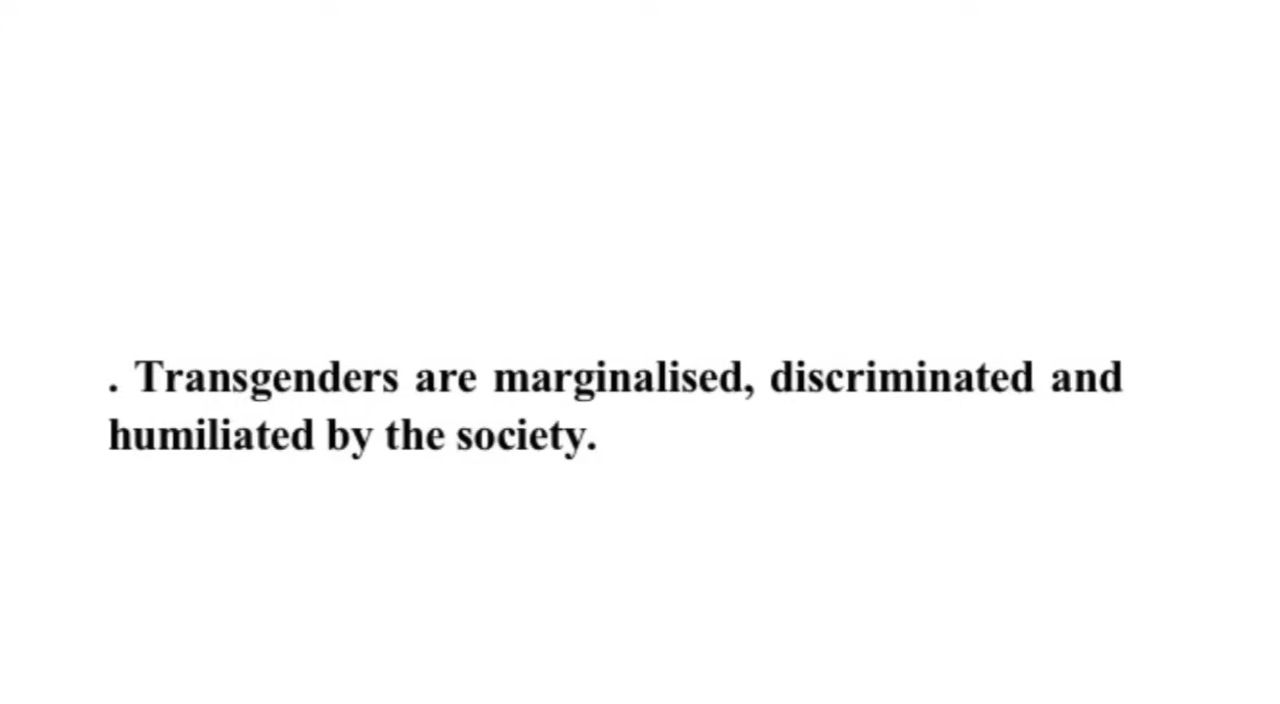 . Transgenders are marginalised, discriminated and
humiliated by the society.